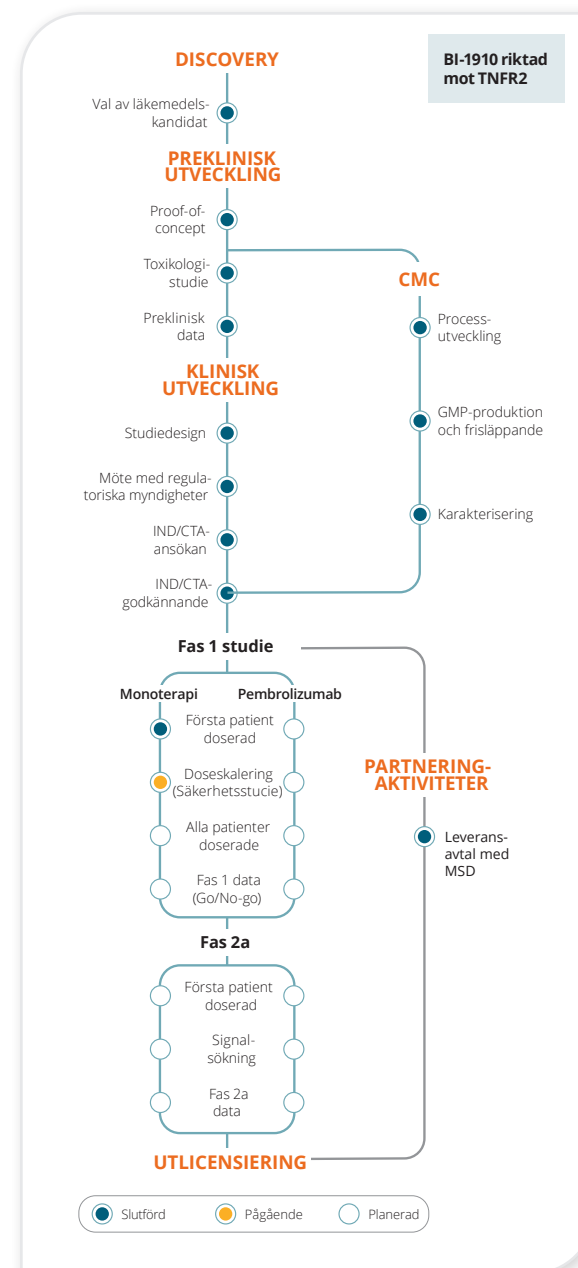 BI-1910 riktad
mot TNFR2
DISCOVERY
Val av läkemedels-
kandidat
PREKLINISK
UTVECKLING
Proof-of-
concept
Toxikologi-
studie
Preklinisk
data
CMC
Process-
utveckling
GMP-produktion
och frisläppande
Karakterisering
KLINISK
UTVECKLING
Studiedesign
Möte med regula-
toriska myndigheter
IND/CTA-
ansökan
IND/CTA-
godkännande
Fas 1 studie
Monoterapi
Pembrolizumab
Första patient
doserad
Doseskalering
(Säkerhetsstucie)
Alla patienter
doserade
Fas 1 data
(Go/No-go)
PARTNERING-
AKTIVITETER
Leverans-
avtal med
MSD
Fas 2a
Första patient
doserad
Signal-
sökning
Fas 2a
data
UTLICENSIERING
Slutförd
Pågående
Planerad